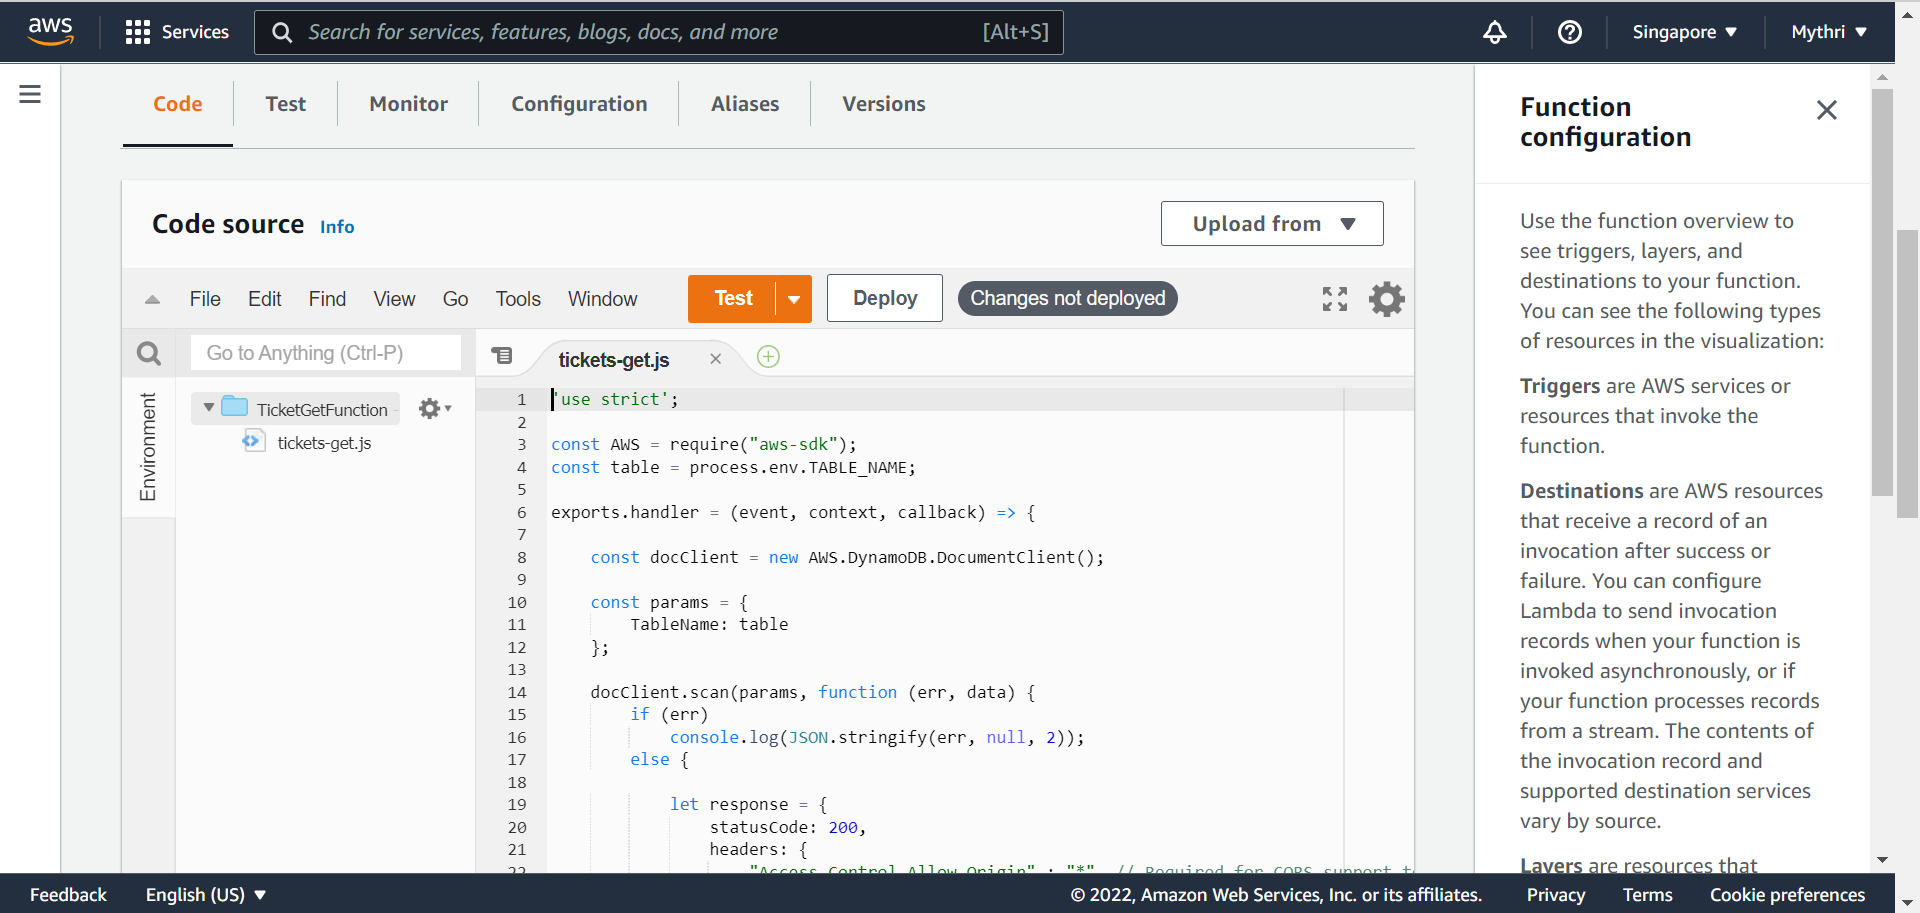 aws
Services
Search for services, features, blogs, docs, and more
[Alt+S]
Singapore ▼
Mythri ▼
Code
Test
Monitor
Configuration
Aliases
Versions
Code source Info
Upload from ▼
File Edit Find View Go Tools Window
Test
Deploy
Changes not deployed
Go to Anything (Ctrl-P)
Environment
TicketGetFunction -
tickets-get.js
tickets-get.js
1 'use strict';
2
3 const AWS = require("aws-sdk");
4 const table = process.env.TABLE_NAME;
5
6 exports.handler = (event, context, callback) => {
7
8 const docClient = new AWS.DynamoDB.DocumentClient();
9
10 const params = {
11 TableName: table
12 };
13
14 docClient.scan(params, function (err, data) {
15 if (err)
16 console.log(JSON.stringify(err, null, 2));
17 else {
18
19 let response = {
20 statusCode: 200,
21 headers: {
22 "Access-Control-Allow-Origin" : "*" // Required for CORS support t
Function
configuration
Use the function overview to
see triggers, layers, and
destinations to your function.
You can see the following types
of resources in the visualization:
Triggers are AWS services or
resources that invoke the
function.
Destinations are AWS resources
that receive a record of an
invocation after success or
failure. You can configure
Lambda to send invocation
records when your function is
invoked asynchronously, or if
your function processes records
from a stream. The contents of
the invocation record and
supported destination services
vary by source.
Layers are resources that
Feedback
English (US) ▼
© 2022, Amazon Web Services, Inc. or its affiliates.
Privacy
Terms
Cookie preferences